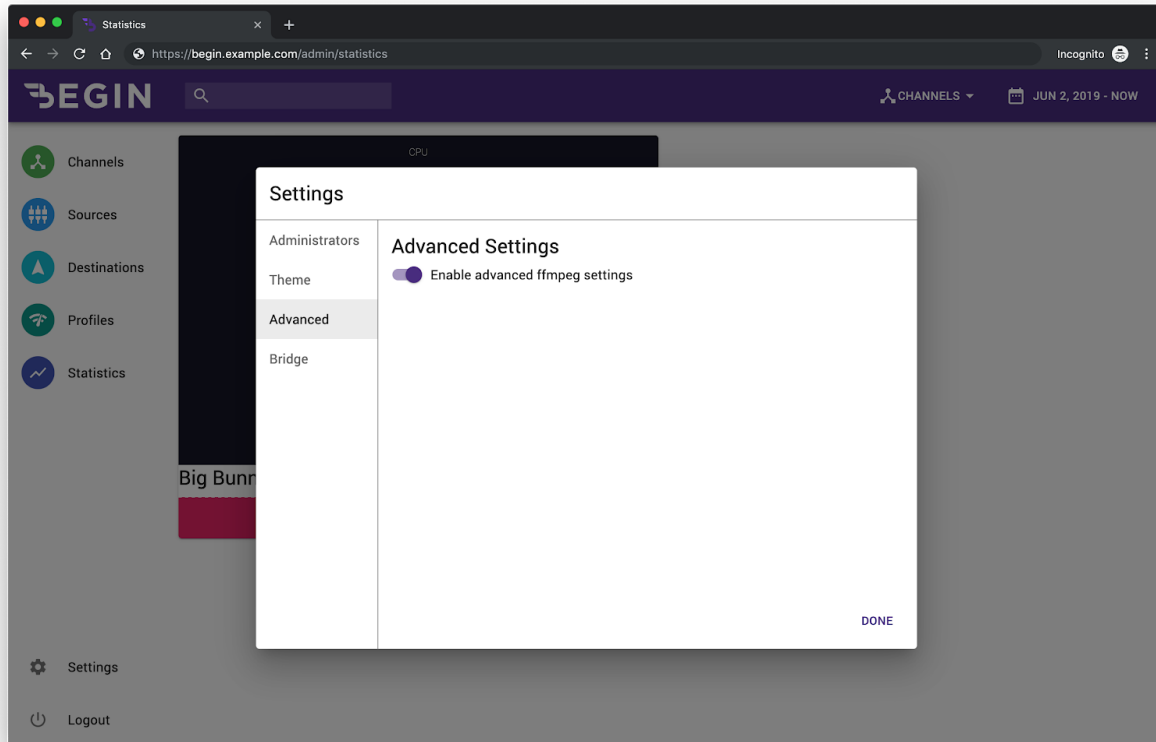 Statistics
https://begin.example.com/admin/statistics
Incognito
BEGIN
CHANNELS
JUN 2, 2019 - NOW
Channels
Sources
Destinations
Profiles
Statistics
Settings
Logout
CPU
Big Bunn
Settings
Administrators
Theme
Advanced
Bridge
Advanced Settings
Enable advanced ffmpeg settings
DONE